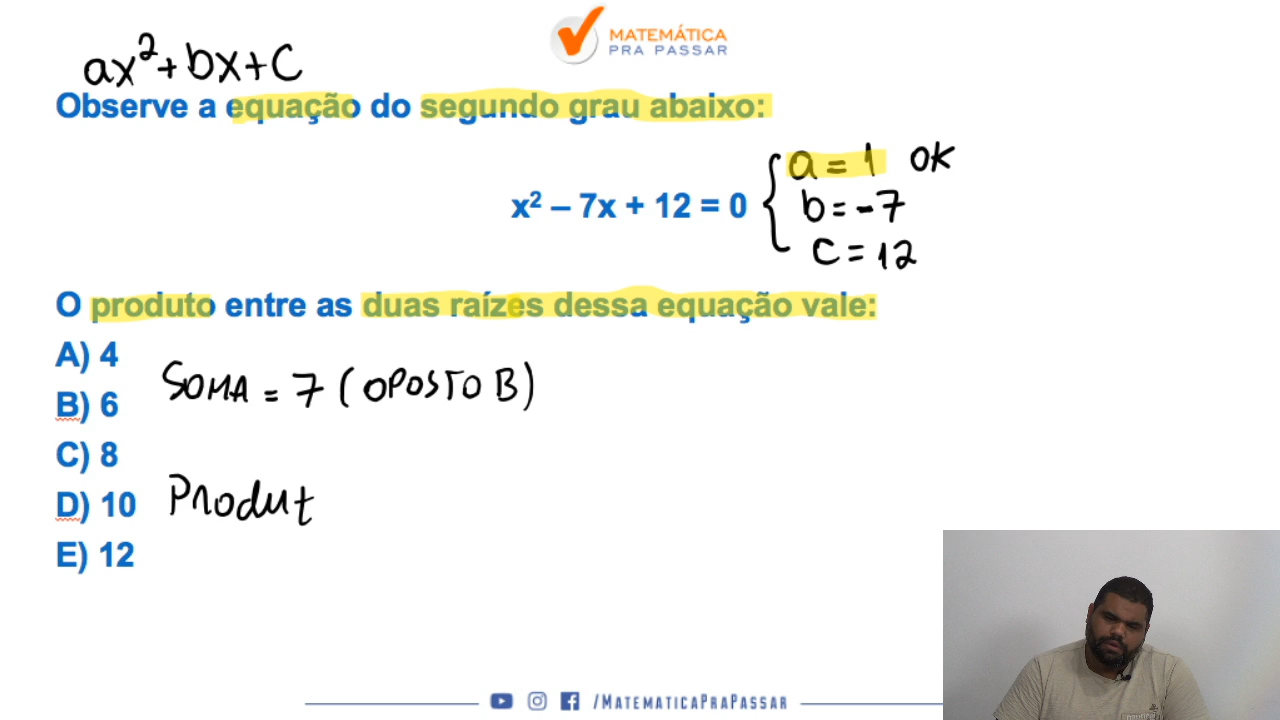 MATEMÁTICA
PRA PASSAR
ax²+bx+c
Observe a equação do segundo grau abaixo:
x² – 7x + 12 = 0
a = 1 OK
b = -7
c = 12
O produto entre as duas raízes dessa equação vale:
A) 4
SOMA = 7 (OPOSTO B)
B) 6
C) 8
D) 10 Produt
E) 12
/MATEMATICAPRAPASSAR